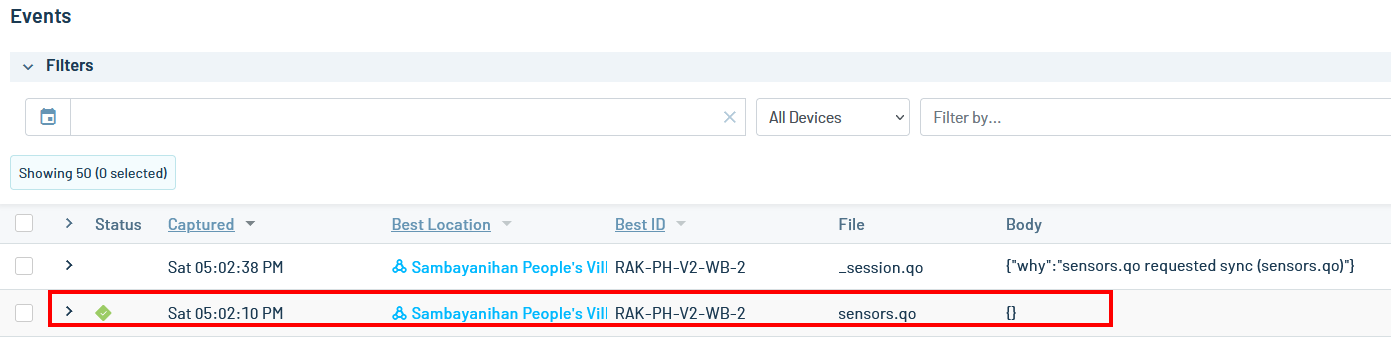 Events
Filters
All Devices Filter by...
Showing 50 (0 selected)
Status Captured Best Location Best ID File Body
Sat 05:02:38 PM Sambayanihan People's Vill RAK-PH-V2-WB-2 _session.qo {"why":"sensors.qo requested sync (sensors.qo)"}
Sat 05:02:10 PM Sambayanihan People's Vill RAK-PH-V2-WB-2 sensors.qo {}